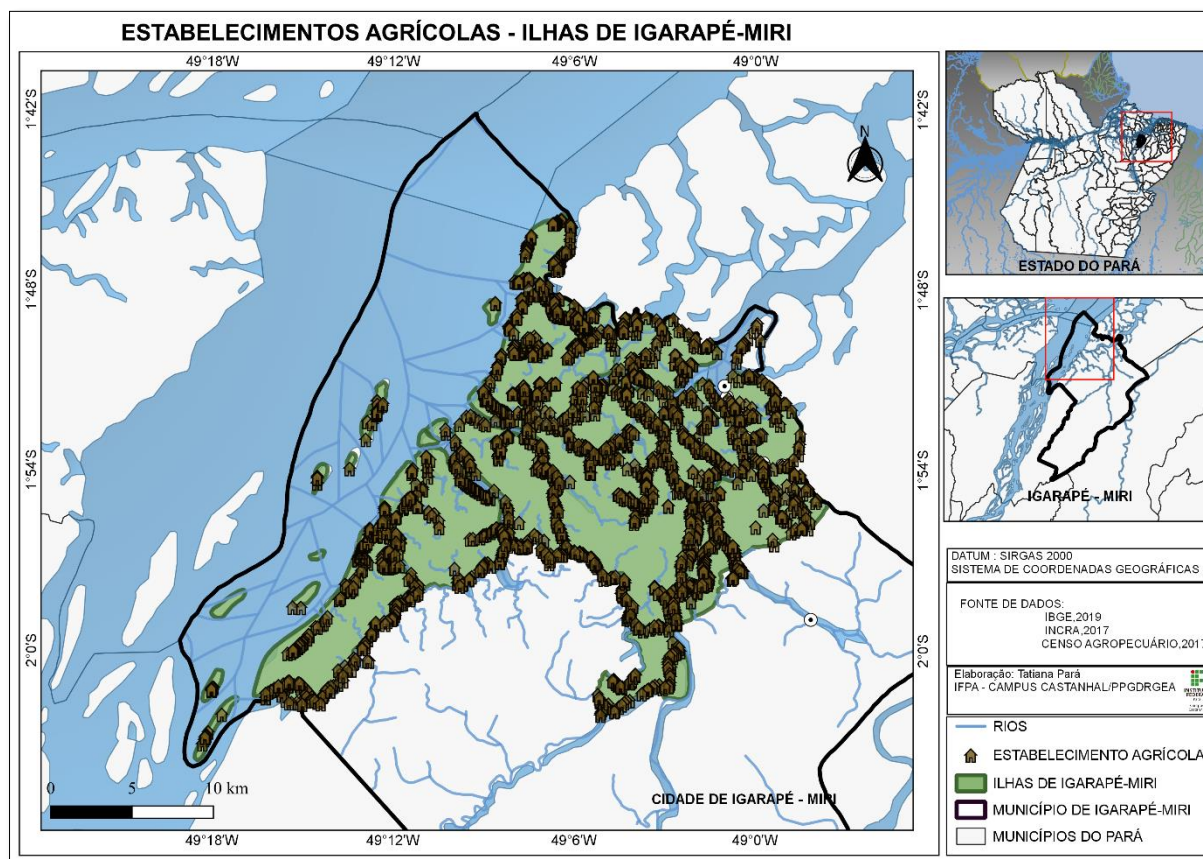 ESTABELECIMENTOS AGRÍCOLAS - ILHAS DE IGARAPÉ-MIRI
49°18'W 49°12'W 49°6'W 49°0'W
1°42'S 1°42'S
1°48'S 1°48'S
1°54'S 1°54'S
2°0'S 2°0'S
N
0 5 10 km
CIDADE DE IGARAPÉ - MIRI
49°12'W 49°6'W 49°0'W
ESTADO DO PARÁ
IGARAPÉ - MIRI
DATUM : SIRGAS 2000
SISTEMA DE COORDENADAS GEOGRÁFICAS
FONTE DE DADOS:
IBGE,2019
INCRA,2017
CENSO AGROPECUÁRIO,2017
Elaboração: Tatiana Pará
IFPA - CAMPUS CASTANHAL/PPGDRGEA
RIOS
ESTABELECIMENTO AGRÍCOLA
ILHAS DE IGARAPÉ-MIRI
MUNICÍPIO DE IGARAPÉ-MIRI
MUNICÍPIOS DO PARÁ